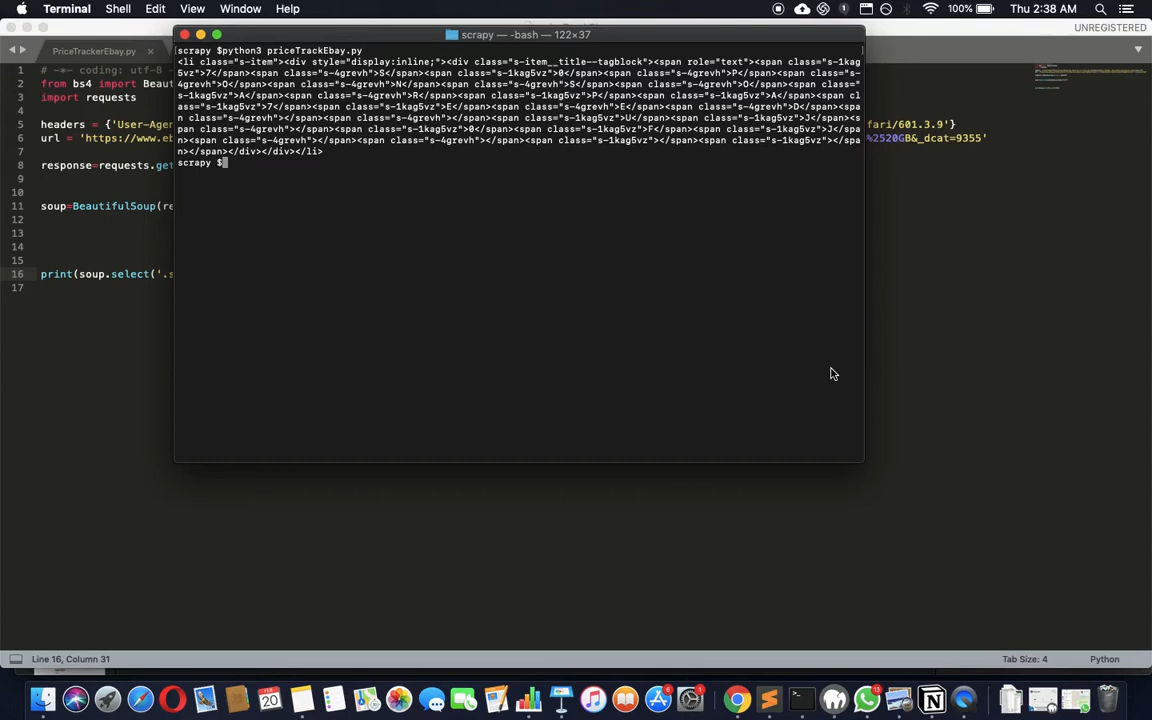 Terminal Shell Edit View Window Help 1 100% Thu 2:38 AM
UNREGISTERED
PriceTrackerEbay.py
scrapy — -bash — 122×37
1 # -*- coding: utf-8 -
2 from bs4 import Beau
3 import requests
4
5 headers = {'User-Agen fari/601.3.9'}
6 url = 'https://www.eb %2520GB&_dcat=9355'
7
8 response=requests.get
9
10
11 soup=BeautifulSoup(re
12
13
14
15
16 print(soup.select('.s
17
scrapy $python3 priceTrackEbay.py
<li class="s-item"><div style="display:inline;"><div class="s-item__title--tagblock"><span role="text"><span class="s-1kag
5vz">7</span><span class="s-4grevh">S</span><span class="s-1kag5vz">0</span><span class="s-4grevh">P</span><span class="s-
4grevh">O</span><span class="s-4grevh">N</span><span class="s-4grevh">S</span><span class="s-4grevh">O</span><span class="
s-1kag5vz">A</span><span class="s-4grevh">R</span><span class="s-1kag5vz">P</span><span class="s-1kag5vz">A</span><span cl
ass="s-1kag5vz">7</span><span class="s-4grevh">E</span><span class="s-1kag5vz">E</span><span class="s-4grevh">D</span><spa
n class="s-4grevh"></span><span class="s-4grevh"></span><span class="s-1kag5vz">U</span><span class="s-1kag5vz">J</span><s
pan class="s-4grevh"></span><span class="s-1kag5vz">0</span><span class="s-1kag5vz">F</span><span class="s-1kag5vz">J</spa
n><span class="s-4grevh"></span><span class="s-4grevh"></span><span class="s-1kag5vz"></span><span class="s-1kag5vz"></spa
n></span></div></div></li>
scrapy $
Line 16, Column 31 Tab Size: 4 Python
FEB
20
6
1
13